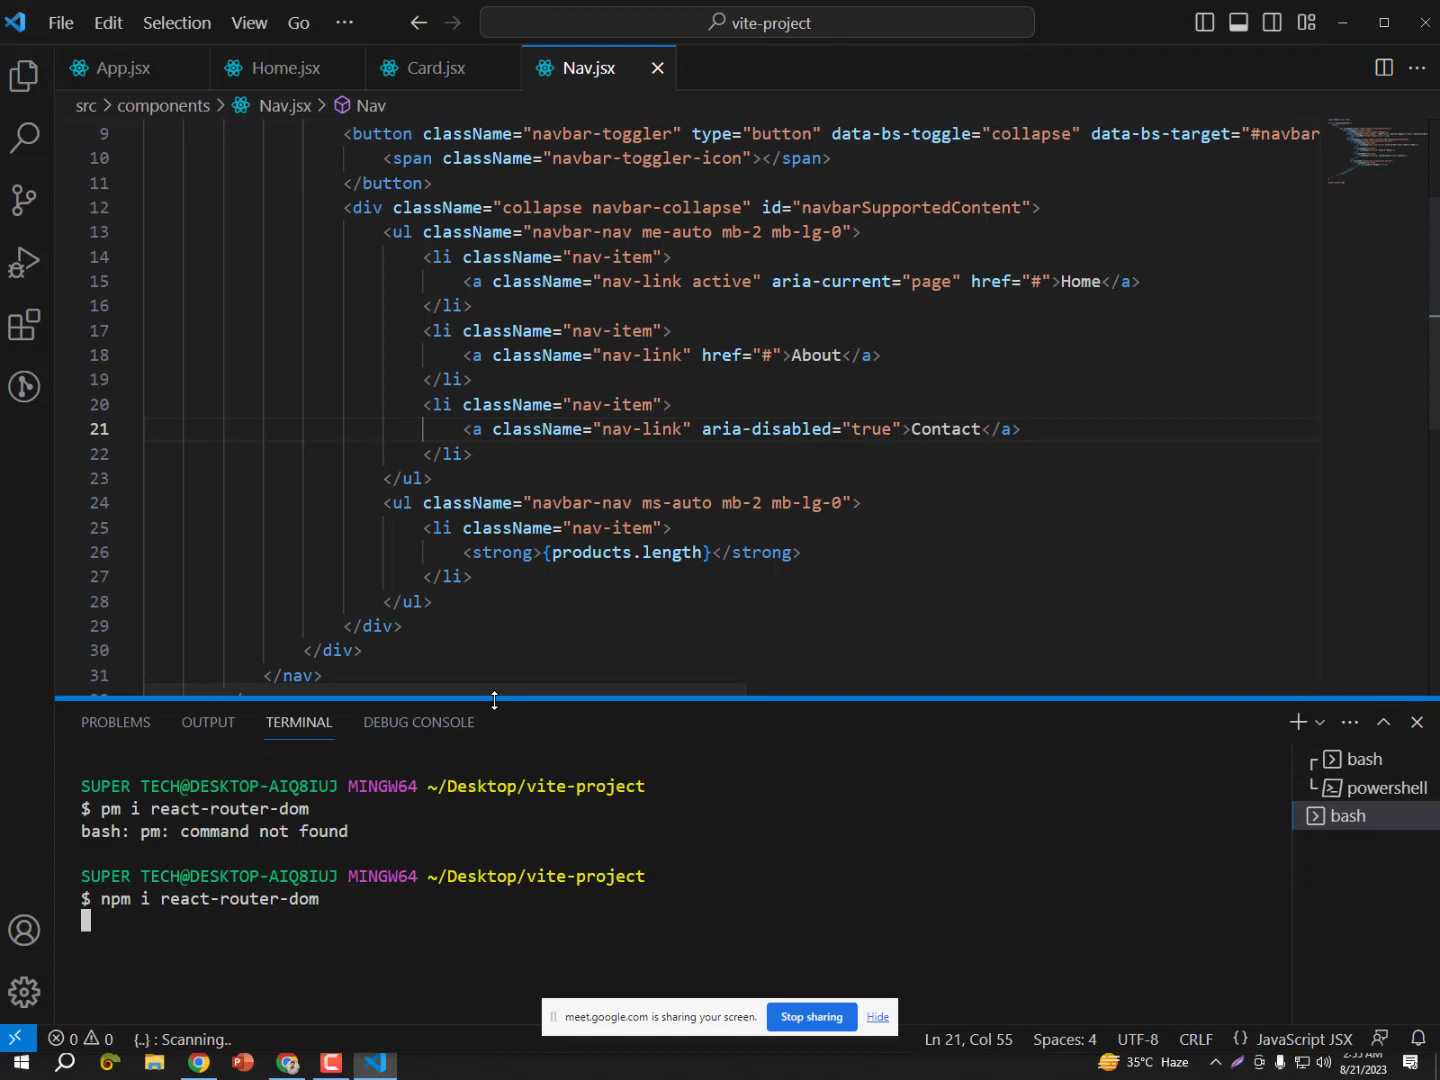 File Edit Selection View Go ··· vite-project
App.jsx Home.jsx Card.jsx Nav.jsx
src > components > Nav.jsx > Nav
9 <button className="navbar-toggler" type="button" data-bs-toggle="collapse" data-bs-target="#navbar
10 <span className="navbar-toggler-icon"></span>
11 </button>
12 <div className="collapse navbar-collapse" id="navbarSupportedContent">
13 <ul className="navbar-nav me-auto mb-2 mb-lg-0">
14 <li className="nav-item">
15 <a className="nav-link active" aria-current="page" href="#">Home</a>
16 </li>
17 <li className="nav-item">
18 <a className="nav-link" href="#">About</a>
19 </li>
20 <li className="nav-item">
21 <a className="nav-link" aria-disabled="true">Contact</a>
22 </li>
23 </ul>
24 <ul className="navbar-nav ms-auto mb-2 mb-lg-0">
25 <li className="nav-item">
26 <strong>{products.length}</strong>
27 </li>
28 </ul>
29 </div>
30 </div>
31 </nav>
PROBLEMS OUTPUT TERMINAL DEBUG CONSOLE
bash
powershell
bash
SUPER TECH@DESKTOP-AIQ8IUJ MINGW64 ~/Desktop/vite-project
$ pm i react-router-dom
bash: pm: command not found
SUPER TECH@DESKTOP-AIQ8IUJ MINGW64 ~/Desktop/vite-project
$ npm i react-router-dom
meet.google.com is sharing your screen. Stop sharing Hide
0 0 {..} : Scanning.. Ln 21, Col 55 Spaces: 4 UTF-8 CRLF {} JavaScript JSX
35°C Haze
8/21/2023